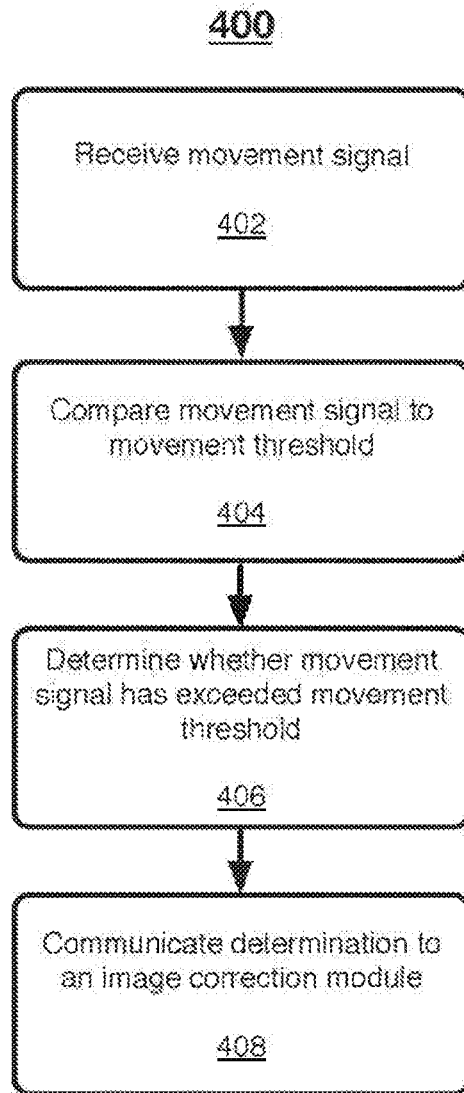 400
Receive movement signal
402
Compare movement signal to
movement threshold
404
Determine whether movement
signal has exceeded movement
threshold
406
Communicate determination to
an image correction module
408